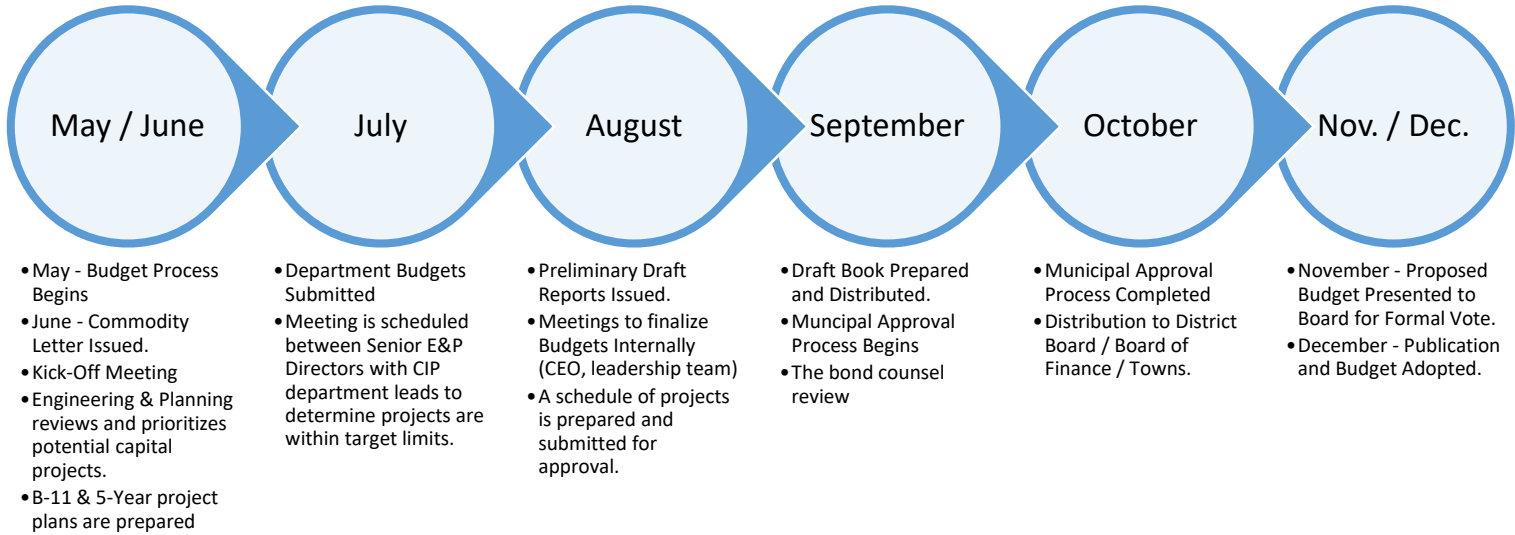 May / June
July
August
September
October
Nov. / Dec.
•May - Budget Process
Begins
•June - Commodity
Letter Issued.
•Kick-Off Meeting
•Engineering & Planning
reviews and prioritizes
potential capital
projects.
•B-11 & 5-Year project
plans are prepared
•Department Budgets
Submitted
•Meeting is scheduled
between Senior E&P
Directors with CIP
department leads to
determine projects are
within target limits.
•Preliminary Draft
Reports Issued.
•Meetings to finalize
Budgets Internally
(CEO, leadership team)
•A schedule of projects
is prepared and
submitted for
approval.
•Draft Book Prepared
and Distributed.
•Muncipal Approval
Process Begins
•The bond counsel
review
•Municipal Approval
Process Completed
•Distribution to District
Board / Board of
Finance / Towns.
•November - Proposed
Budget Presented to
Board for Formal Vote.
•December - Publication
and Budget Adopted.